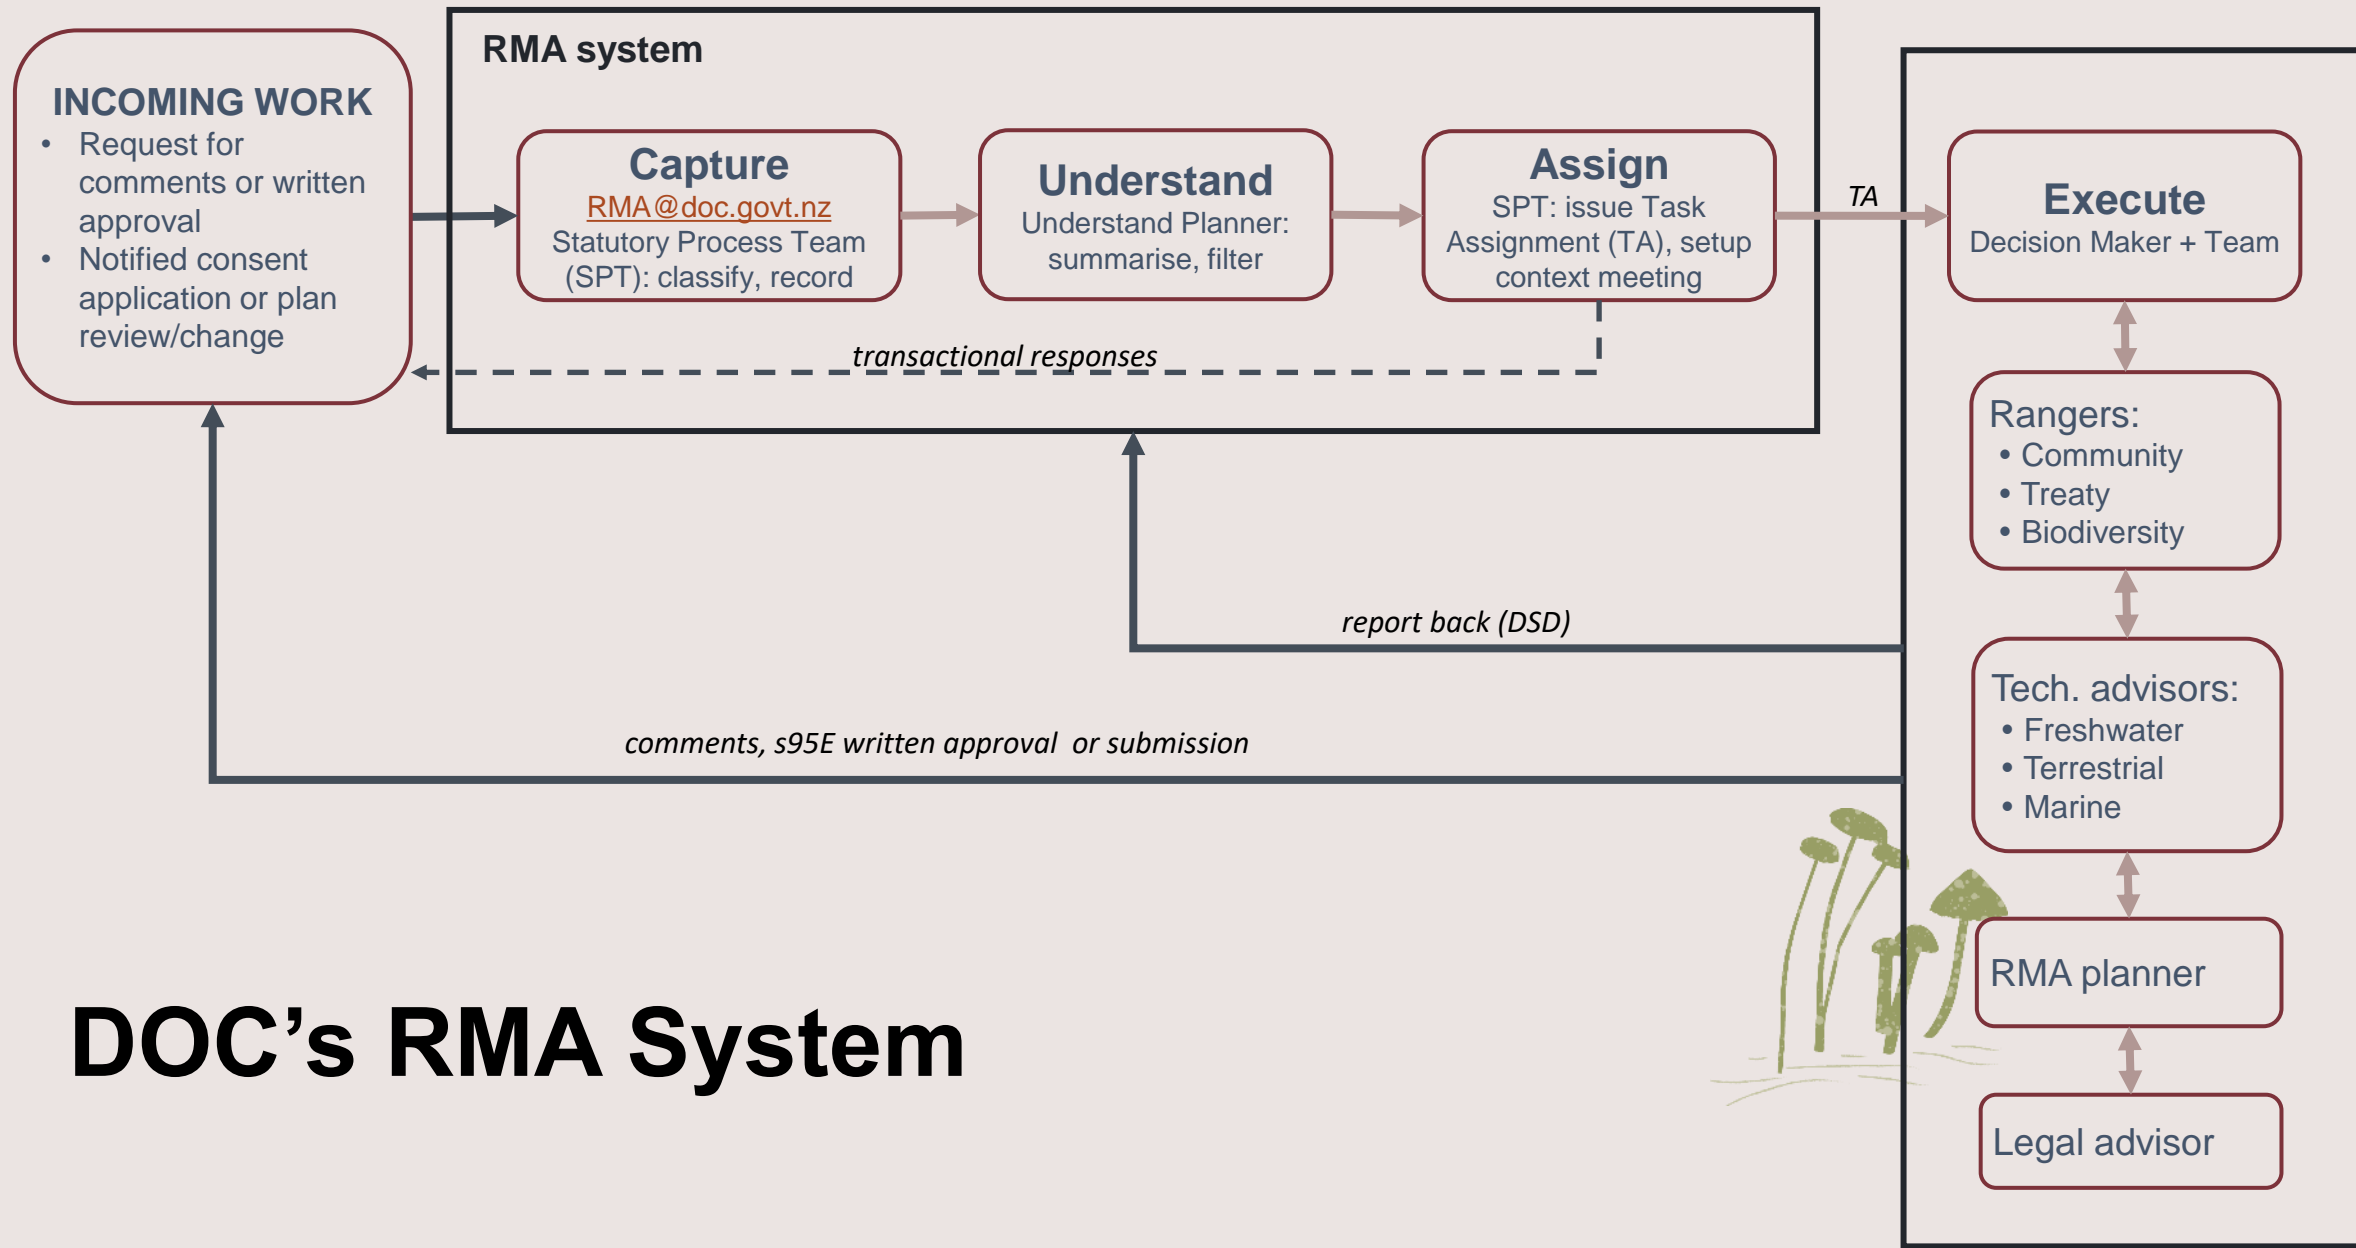 RMA system
INCOMING WORK
• Request for
comments or written
approval
• Notified consent
application or plan
review/change
Capture
RMA@doc.govt.nz
Statutory Process Team
(SPT): classify, record
Understand
Understand Planner:
summarise, filter
Assign
SPT: issue Task
Assignment (TA), setup
context meeting
TA
Execute
Decision Maker + Team
transactional responses
Rangers:
• Community
• Treaty
• Biodiversity
report back (DSD)
Tech. advisors:
• Freshwater
• Terrestrial
• Marine
comments, s95E written approval or submission
RMA planner
Legal advisor
DOC’s RMA System